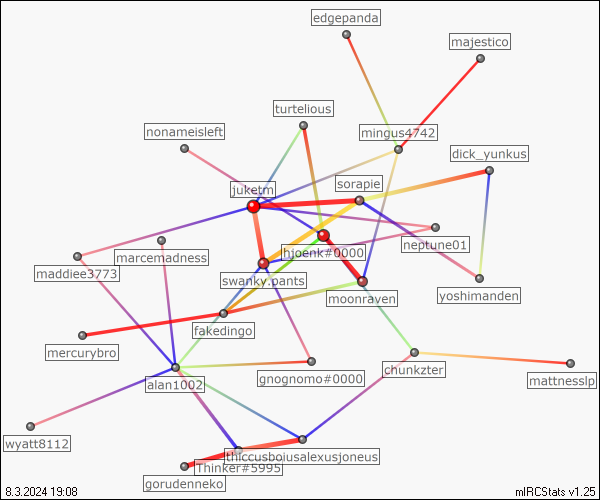 edgepanda
majestico
turtelious
nonameisleft
mingus4742
dick_yunkus
juketm
sorapie
neptune01
marcemadness
hjoenk#0000
maddiee3773
swanky.pants
yoshimanden
moonraven
fakedingo
mercurybro
chunkzter
gnognomo#0000
alan1002
mattnesslp
wyatt8112
thiccusboiusalexusjoneus
Thinker#5995
gorudenneko
8.3.2024 19:08
mIRCStats v1.25